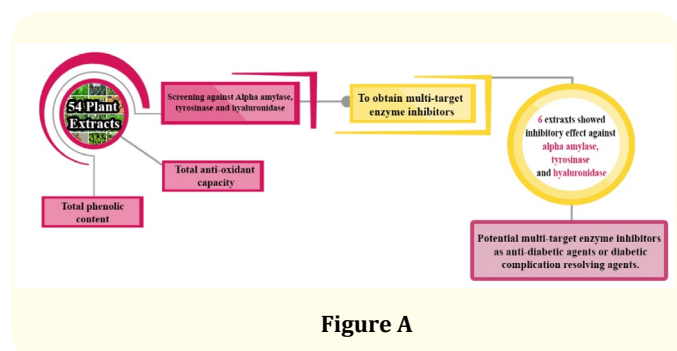 54 Plant
Extracts
Screening against Alpha amylase,
tyrosinase and hyaluronidase
To obtain multi-target
enzyme inhibitors
6 extraxts showed
inhibitory effect against
alpha amylase,
tyrosinase
and hyaluronidase
Total anti-oxidant
capacity
Total phenolic
content
Potential multi-target enzyme inhibitors
as anti-diabetic agents or diabetic
complication resolving agents.
Figure A